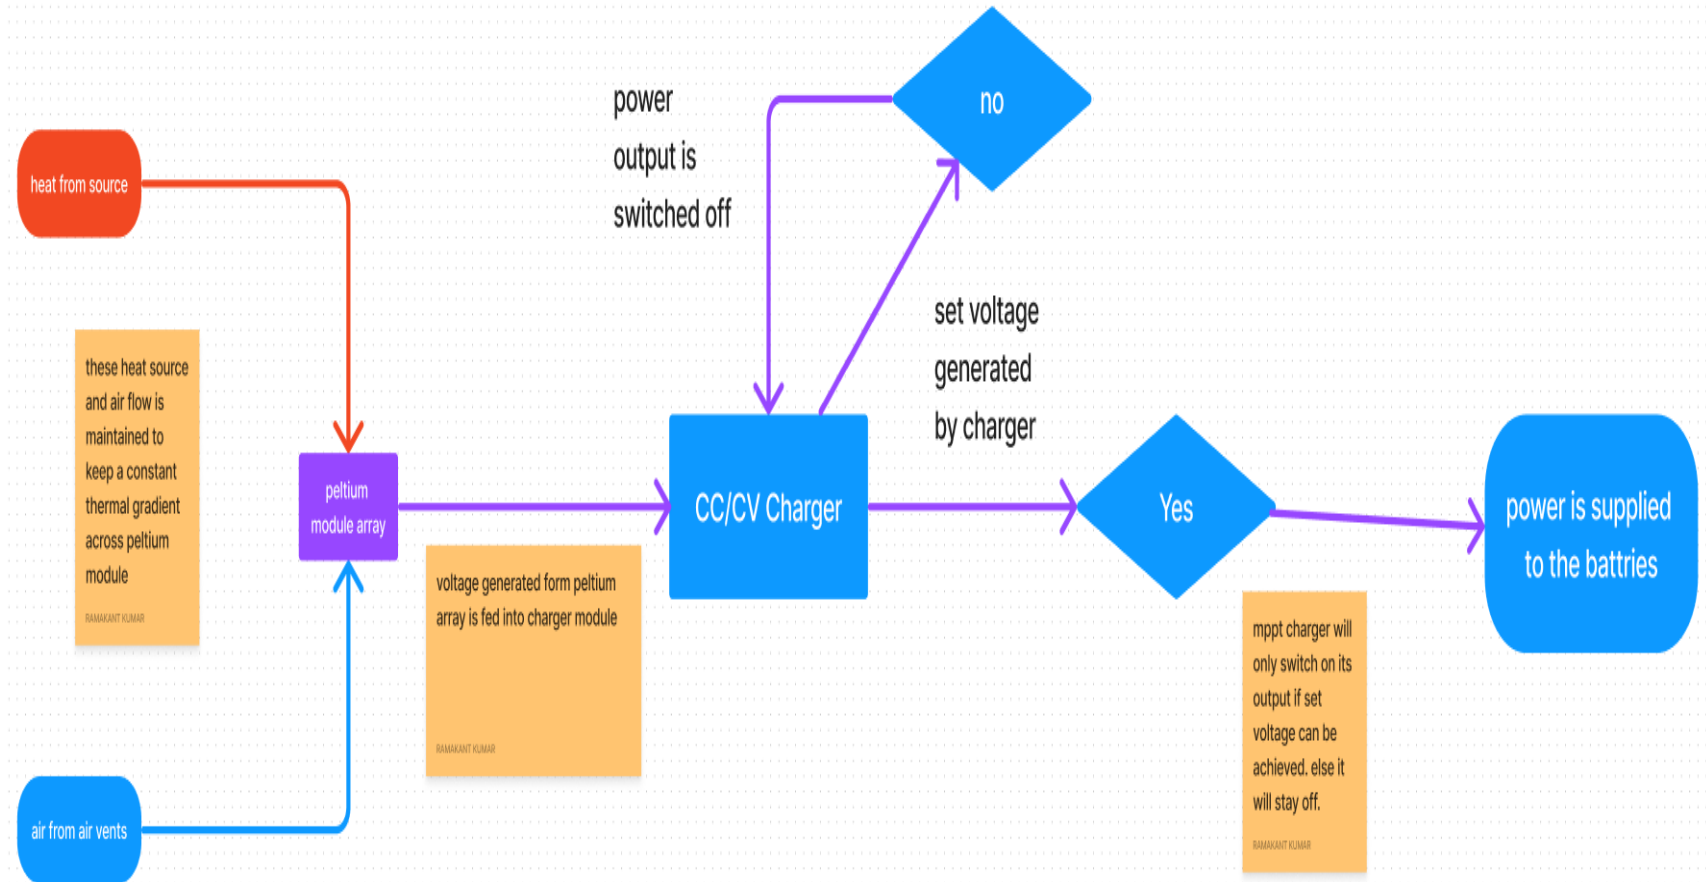 heat from source
these heat source
and air flow is
maintained to
keep a constant
thermal gradient
across peltium
module
RAMAKANT KUMAR
air from air vents
peltium
module array
voltage generated form peltium
array is fed into charger module
RAMAKANT KUMAR
power
output is
switched off
no
set voltage
generated
by charger
CC/CV Charger
Yes
mppt charger will
only switch on its
output if set
voltage can be
achieved. else it
will stay off.
RAMAKANT KUMAR
power is supplied
to the battries